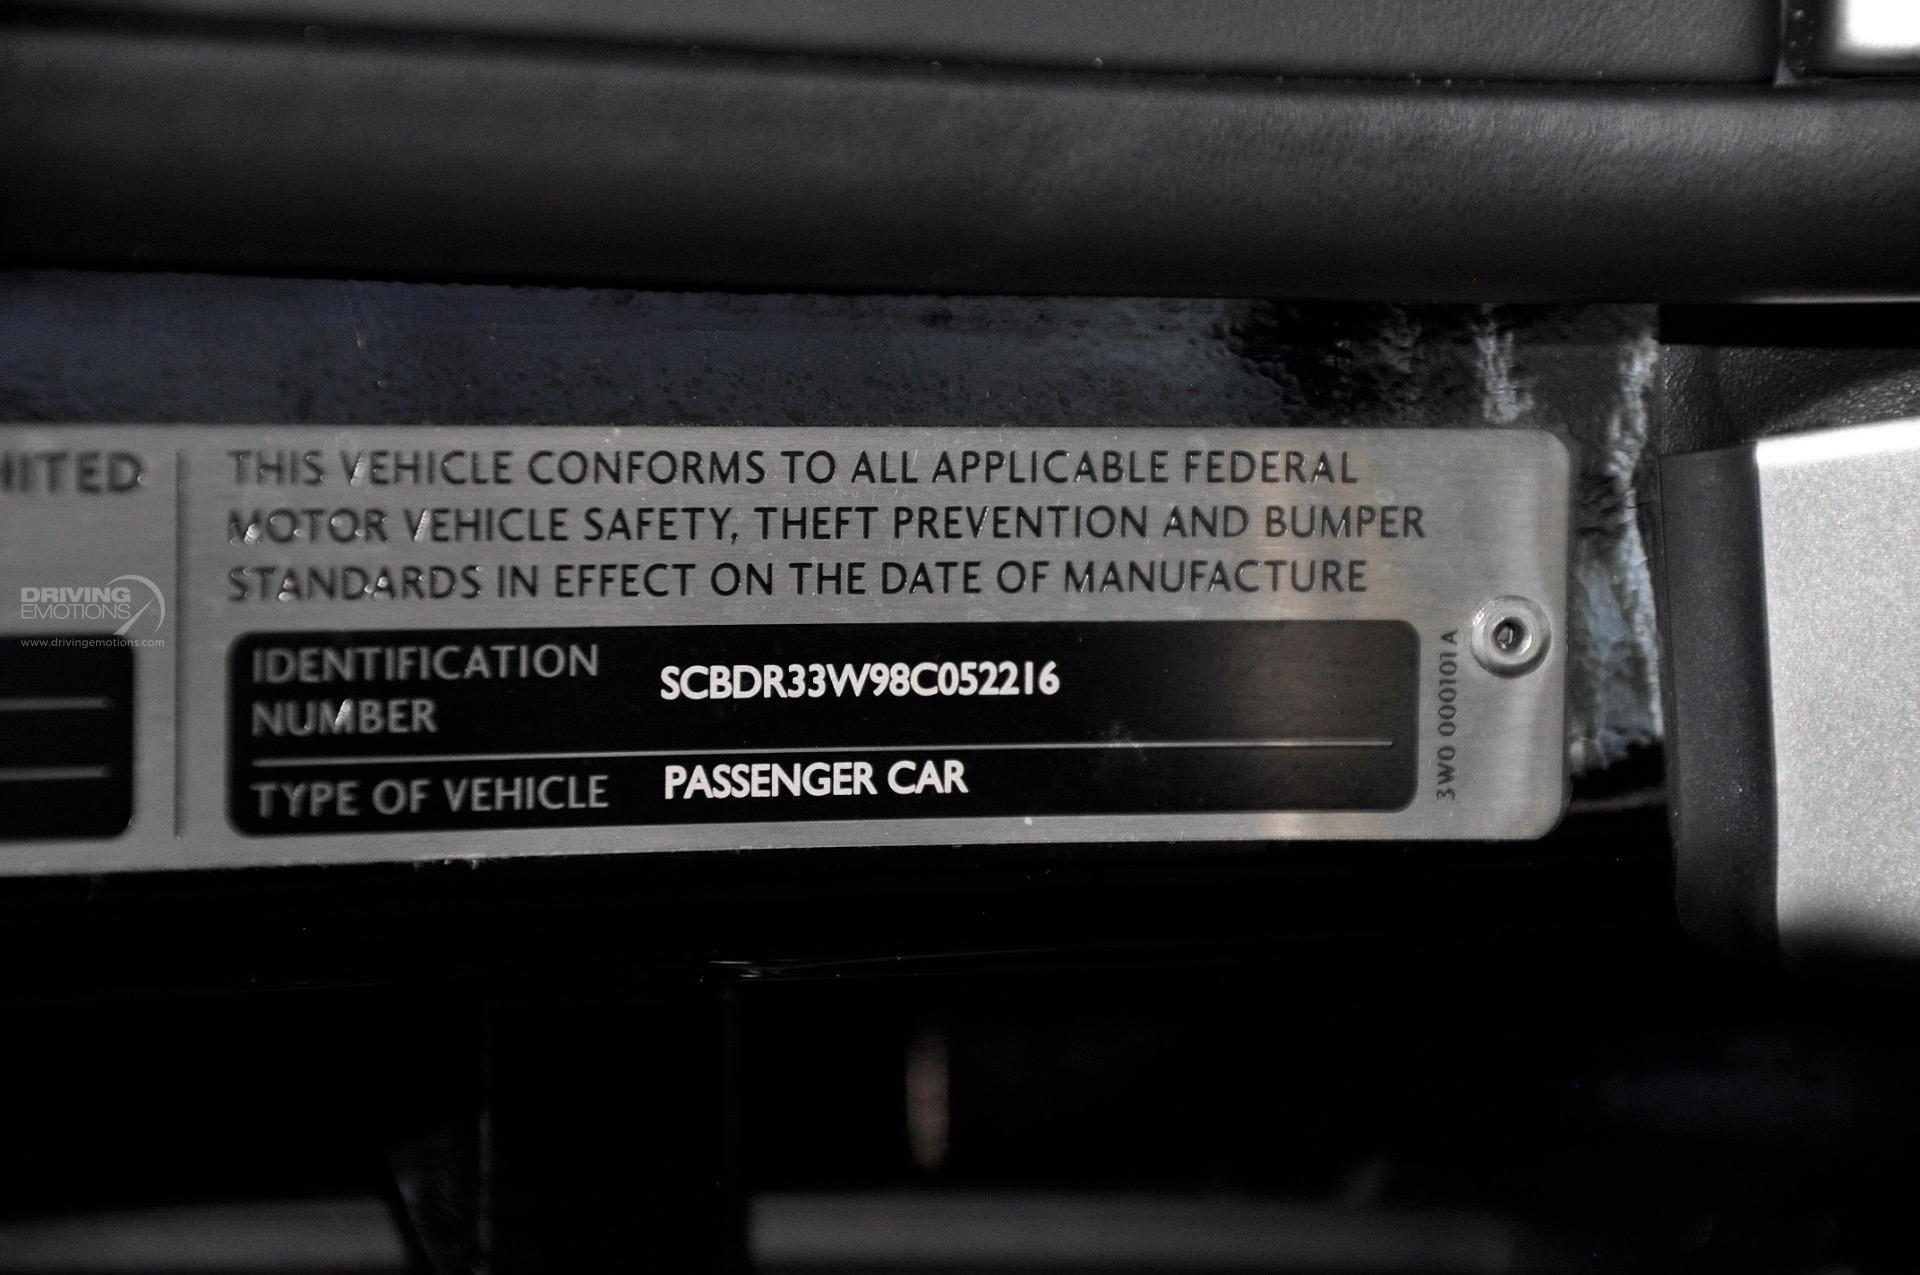 THIS VEHICLE CONFORMS TO ALL APPLICABLE FEDERAL
MOTOR VEHICLE SAFETY, THEFT PREVENTION AND BUMPER
STANDARDS IN EFFECT ON THE DATE OF MANUFACTURE
DRIVING
EMOTIONS
www.drivingemotions.com
IDENTIFICATION
NUMBER
SCBDR33W98C052216
TYPE OF VEHICLE PASSENGER CAR
3W0 000101 A